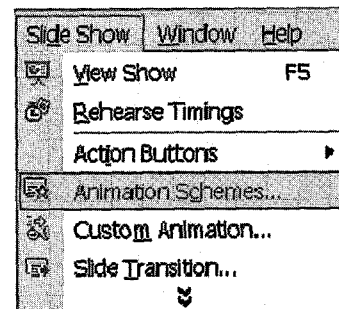 Slide Show Window Help
View Show F5
Rehearse Timings
Action Buttons
Animation Schemes...
Custom Animation...
Slide Transition...